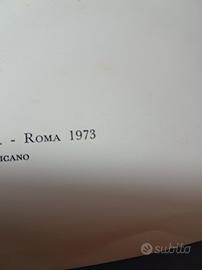 . - ROMA 1973
ICANO
subito